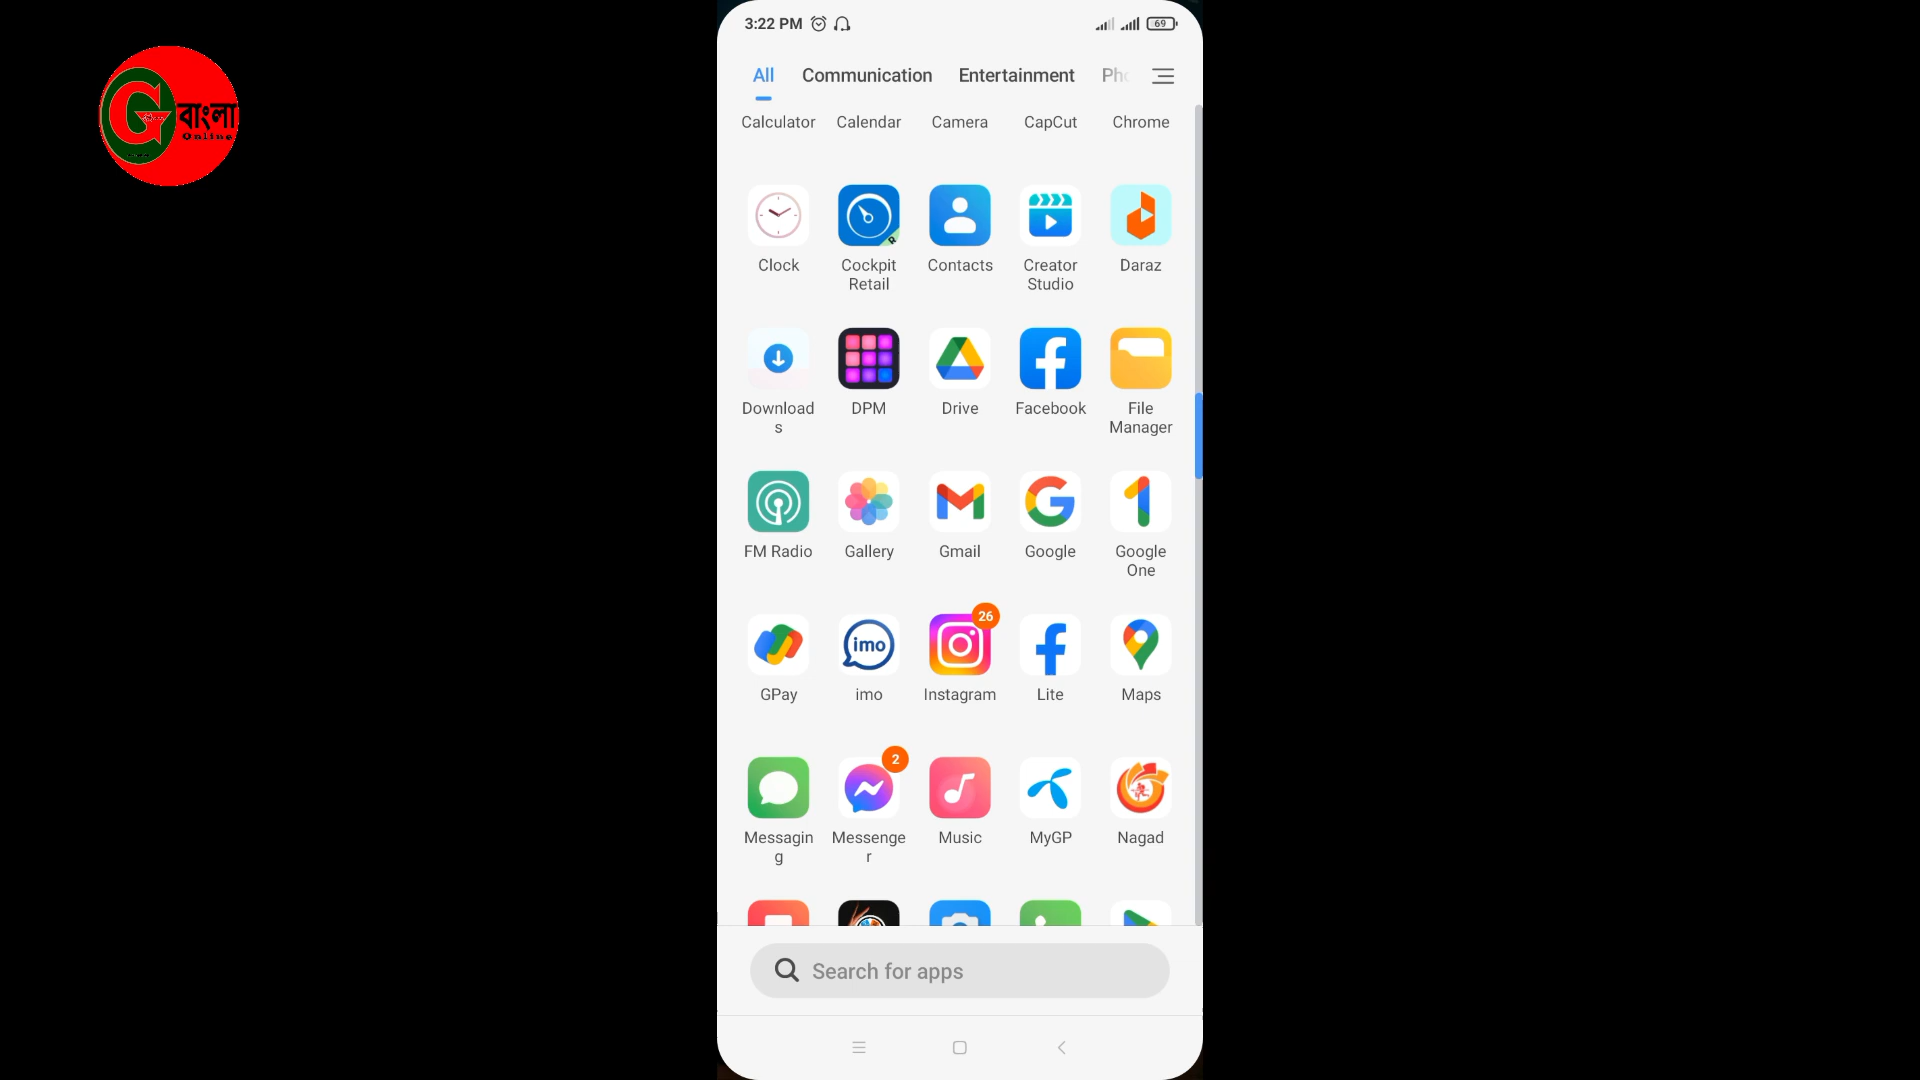 বাংলা
Online
3:22 PM
69
All Communication Entertainment
Calculator Calendar Camera CapCut Chrome
Clock Cockpit Contacts Creator Daraz
Retail Studio
Download DPM Drive Facebook File
s Manager
FM Radio Gallery Gmail Google Google
One
imo
26
GPay imo Instagram Lite Maps
2
Messagin Messenge Music MyGP Nagad
g r
Search for apps